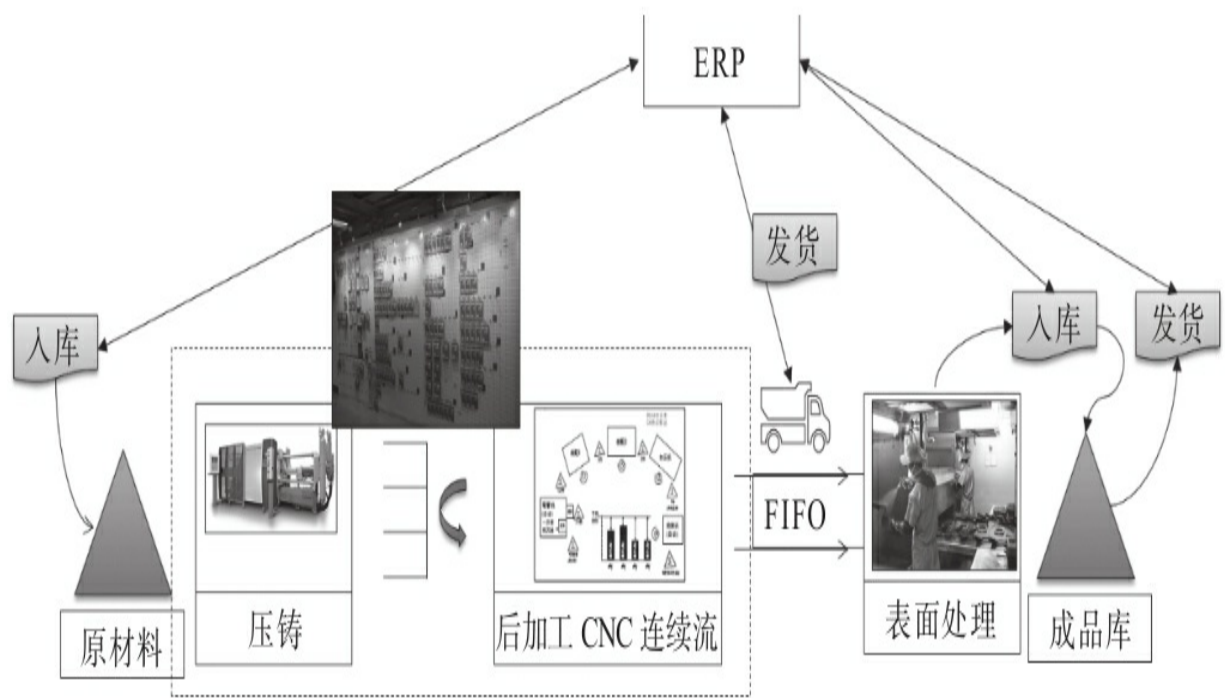 ERP
发货
入库
入库
发货
FIFO
原材料
压铸
后加工 CNC 连续流
表面处理
成品库